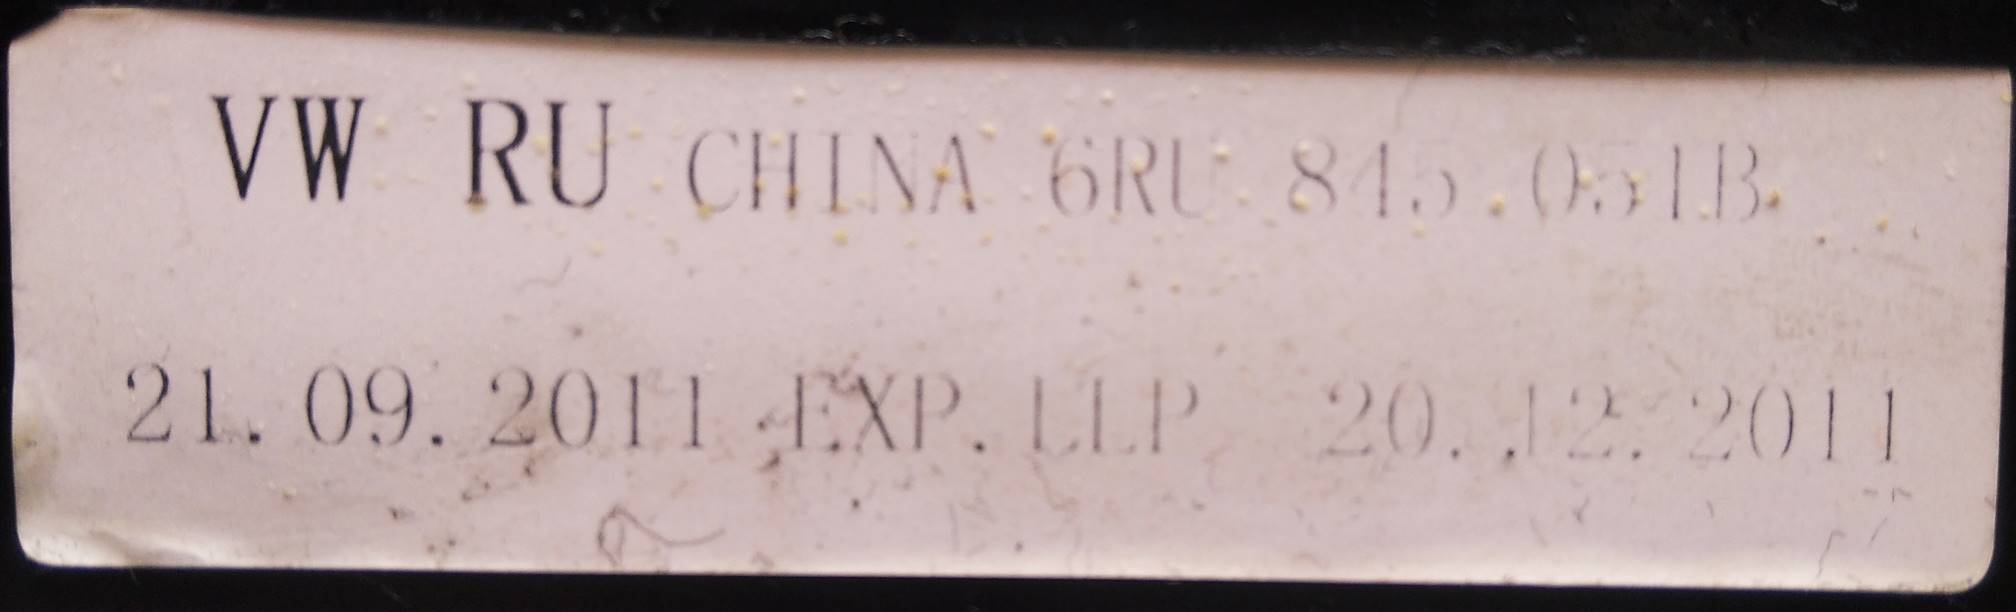 VW RU CHINA 6RU 845.051B
21.09.2011 EXP.LLP 20.12.2011